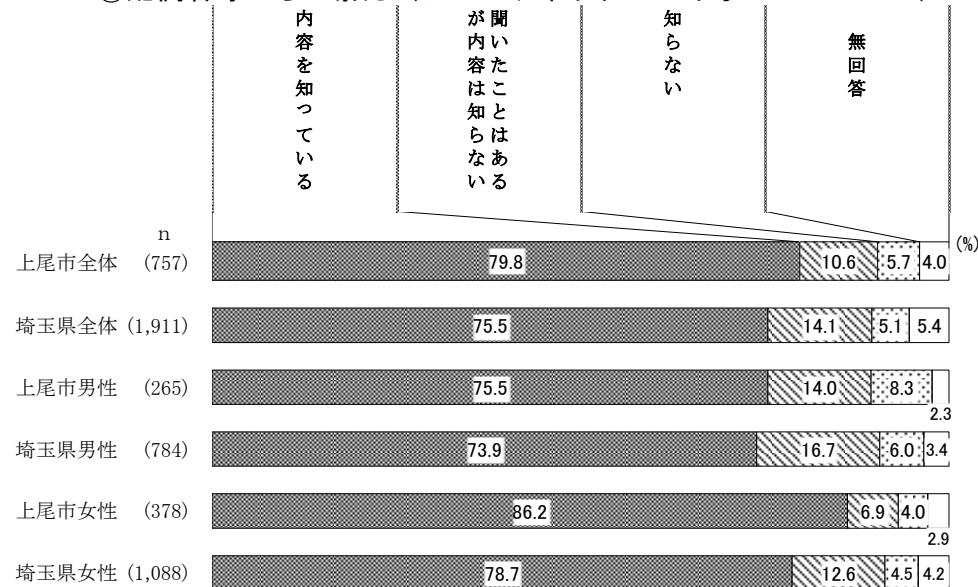 内容を知っている
聞いたことはある
が内容は知らない
知らない
無回答
n
(%)
上尾市全体 (757) 79.8 10.6 5.7 4.0
埼玉県全体 (1,911) 75.5 14.1 5.1 5.4
上尾市男性 (265) 75.5 14.0 8.3 2.3
埼玉県男性 (784) 73.9 16.7 6.0 3.4
上尾市女性 (378) 86.2 6.9 4.0 2.9
埼玉県女性 (1,088) 78.7 12.6 4.5 4.2